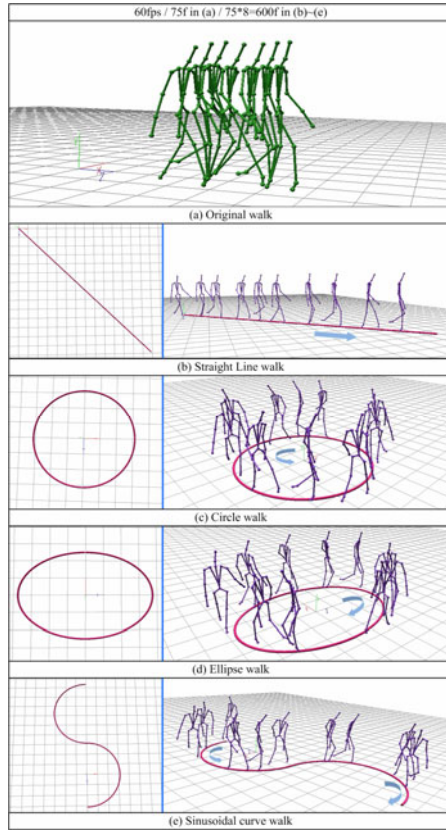 60fps / 75f in (a) / 75*8=600f in (b)~(e)
(a) Original walk
(b) Straight Line walk
(c) Circle walk
(d) Ellipse walk
(e) Sinusoidal curve walk